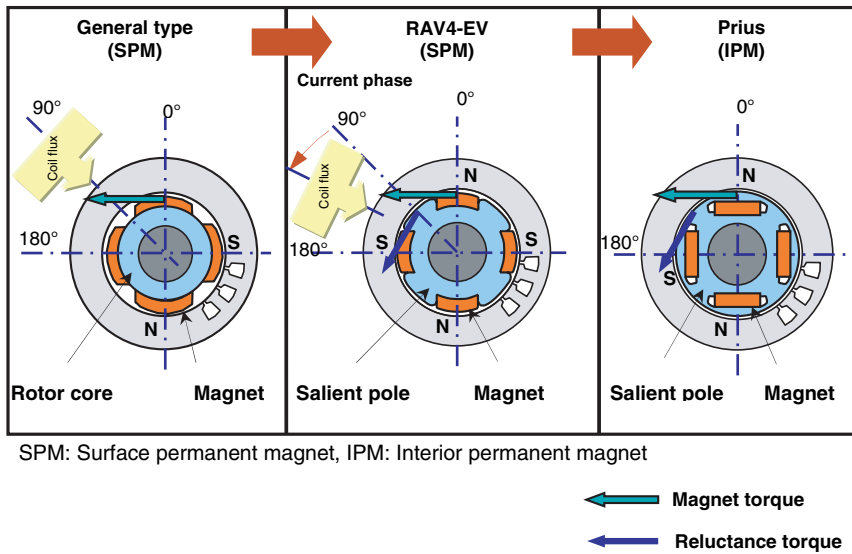 General type
(SPM)
90°
0°
Coil flux
180°
S
N
Rotor core
Magnet
RAV4-EV
(SPM)
Current phase
0°
90°
Coil flux
N
180°
S
S
N
Salient pole
Magnet
Prius
(IPM)
0°
N
180°
S
N
Salient pole
Magnet
SPM: Surface permanent magnet, IPM: Interior permanent magnet
Magnet torque
Reluctance torque